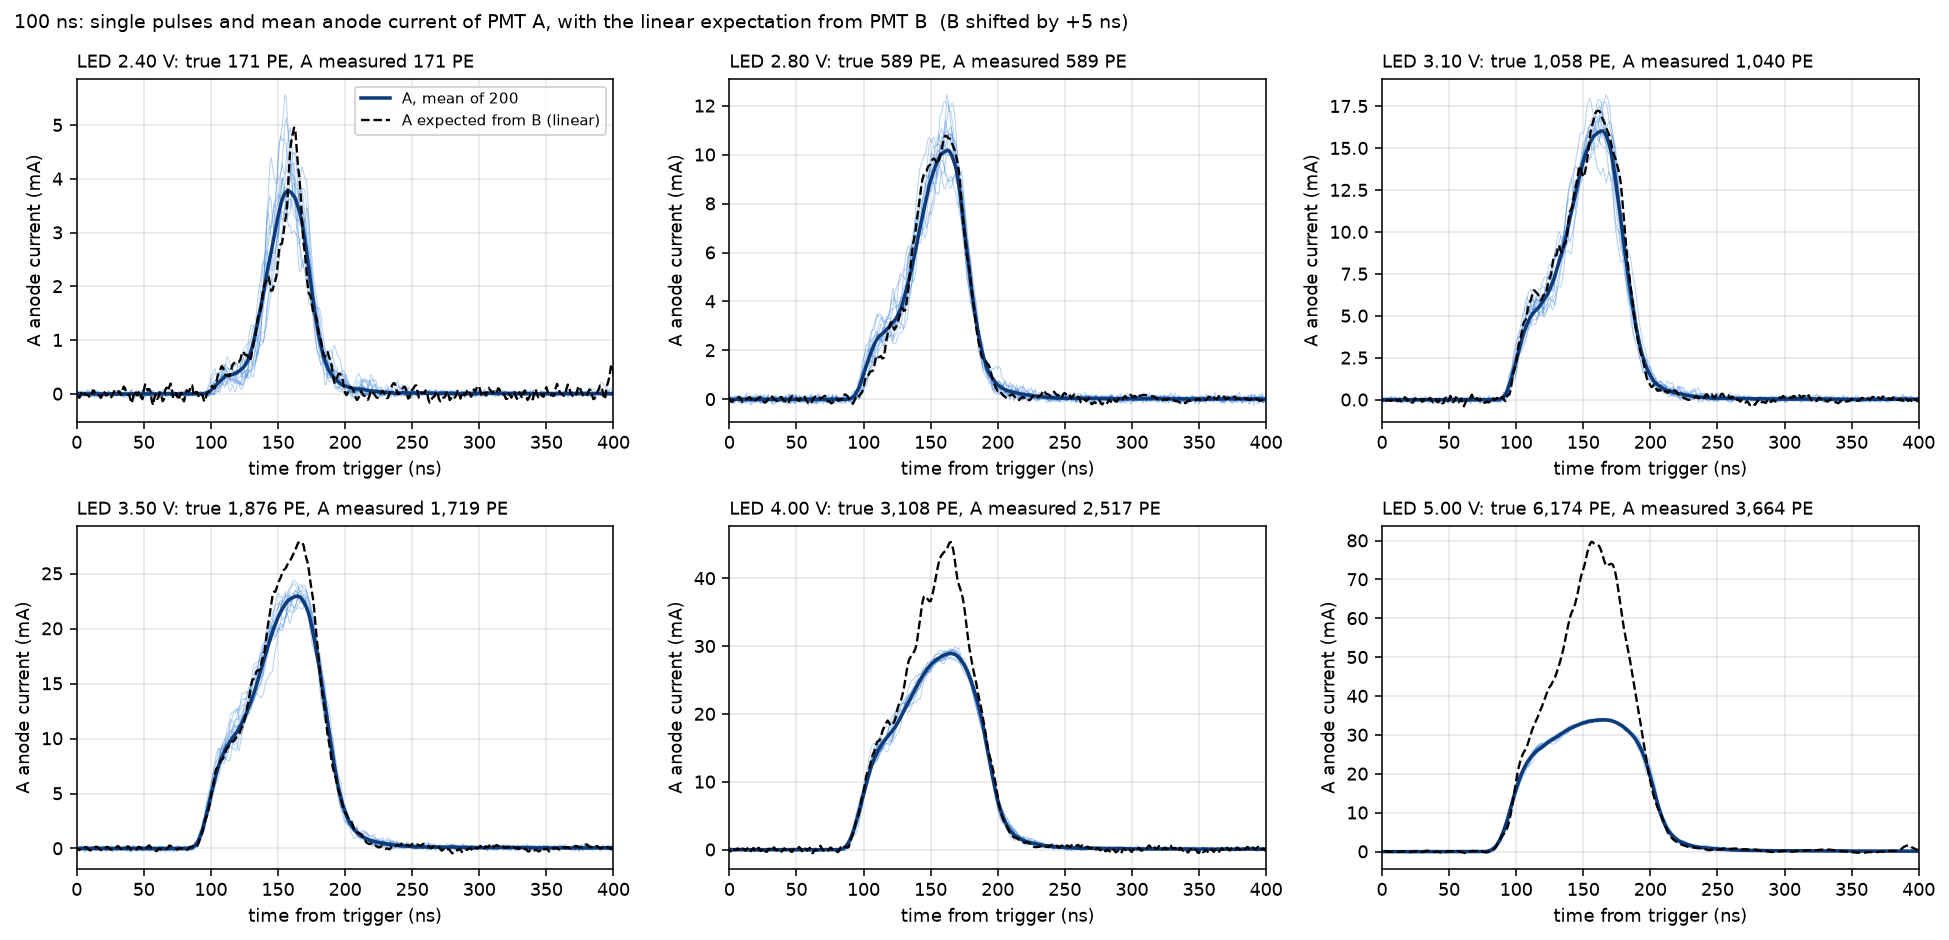 100 ns: single pulses and mean anode current of PMT A, with the linear expectation from PMT B  (B shifted by +5 ns)
LED 2.40 V: true 171 PE, A measured 171 PE
A, mean of 200
A expected from B (linear)
A anode current (mA)
5
4
3
2
1
0
0 50 100 150 200 250 300 350 400
time from trigger (ns)
LED 2.80 V: true 589 PE, A measured 589 PE
A anode current (mA)
12
10
8
6
4
2
0
0 50 100 150 200 250 300 350 400
time from trigger (ns)
LED 3.10 V: true 1,058 PE, A measured 1,040 PE
A anode current (mA)
17.5
15.0
12.5
10.0
7.5
5.0
2.5
0.0
0 50 100 150 200 250 300 350 400
time from trigger (ns)
LED 3.50 V: true 1,876 PE, A measured 1,719 PE
A anode current (mA)
25
20
15
10
5
0
0 50 100 150 200 250 300 350 400
time from trigger (ns)
LED 4.00 V: true 3,108 PE, A measured 2,517 PE
A anode current (mA)
40
30
20
10
0
0 50 100 150 200 250 300 350 400
time from trigger (ns)
LED 5.00 V: true 6,174 PE, A measured 3,664 PE
A anode current (mA)
80
70
60
50
40
30
20
10
0
0 50 100 150 200 250 300 350 400
time from trigger (ns)